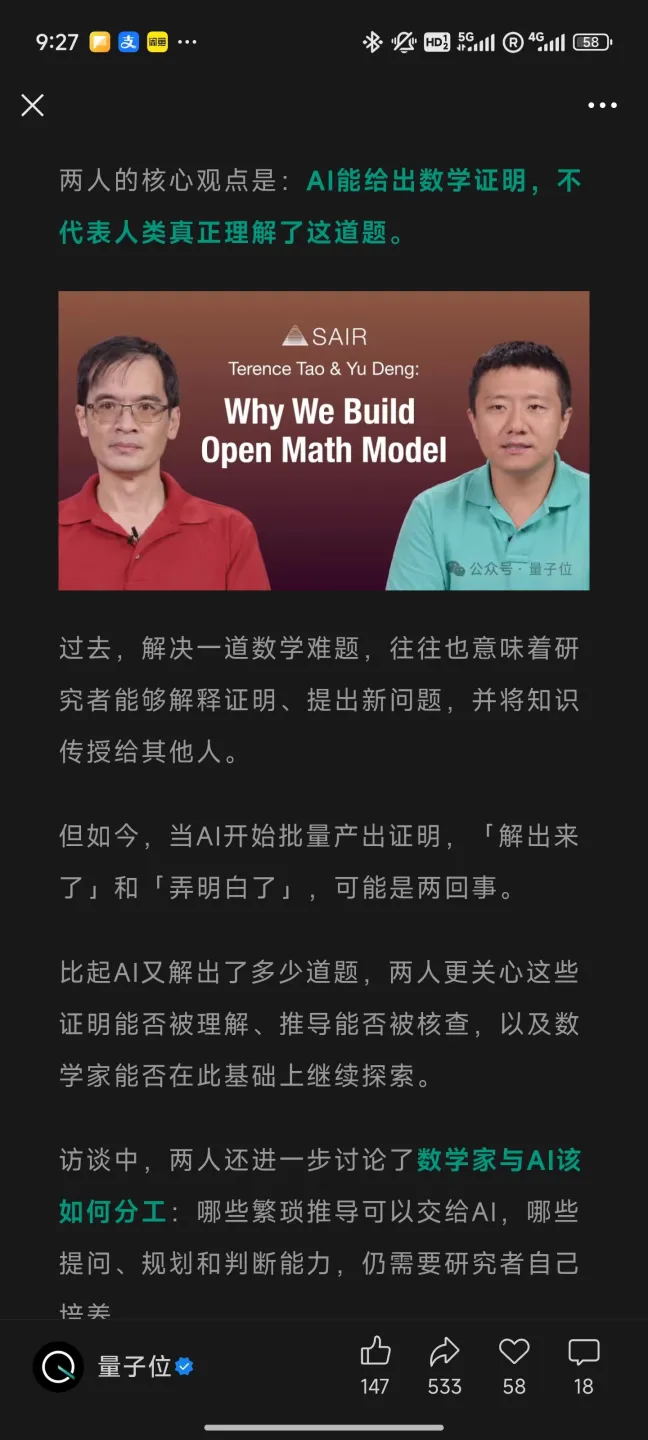 9:27
支
闲鱼
HD 1 2
5G
R
4G
58
两人的核心观点是：AI能给出数学证明，不
代表人类真正理解了这道题。
SAIR
Terence Tao & Yu Deng:
Why We Build
Open Math Model
公众号 · 量子位
过去，解决一道数学难题，往往也意味着研
究者能够解释证明、提出新问题，并将知识
传授给其他人。
但如今，当AI开始批量产出证明，「解出来
了」和「弄明白了」，可能是两回事。
比起AI又解出了多少道题，两人更关心这些
证明能否被理解、推导能否被核查，以及数
学家能否在此基础上继续探索。
访谈中，两人还进一步讨论了数学家与AI该
如何分工：哪些繁琐推导可以交给AI，哪些
提问、规划和判断能力，仍需要研究者自己
培养
量子位
147
533
58
18